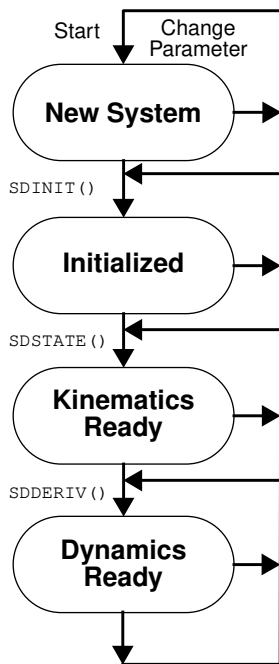 Start
Change
Parameter
New System
SDINIT()
Initialized
SDSTATE()
Kinematics
Ready
SDDERIV()
Dynamics
Ready